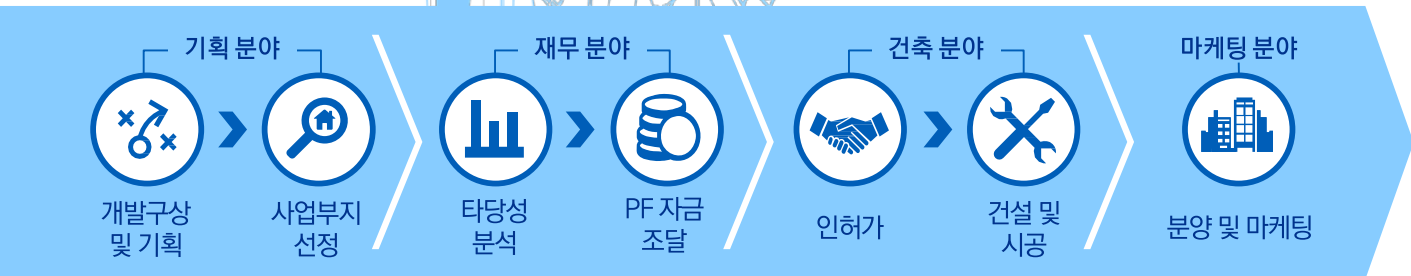 기획 분야
재무 분야
건축 분야
마케팅 분야
개발구상
및 기획
사업부지
선정
타당성
분석
PF 자금
조달
인허가
건설 및
시공
분양 및 마케팅